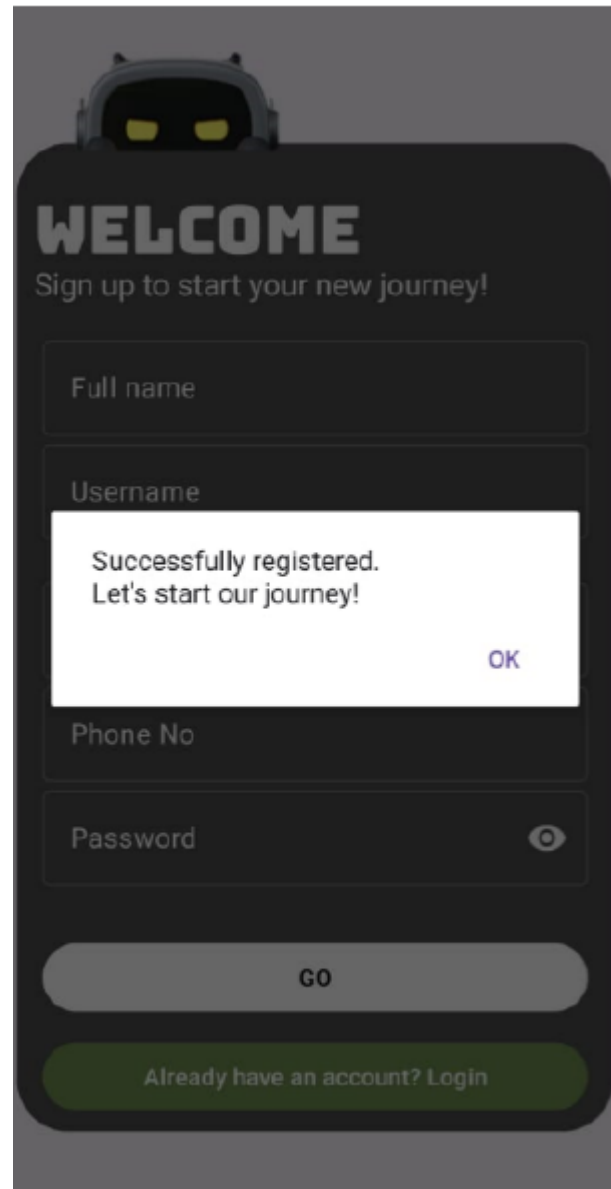 WELCOME
Sign up to start your new journey!
Full name
Username
Successfully registered.
Let's start our journey!
OK
Phone No
Password
GO
Already have an account? Login